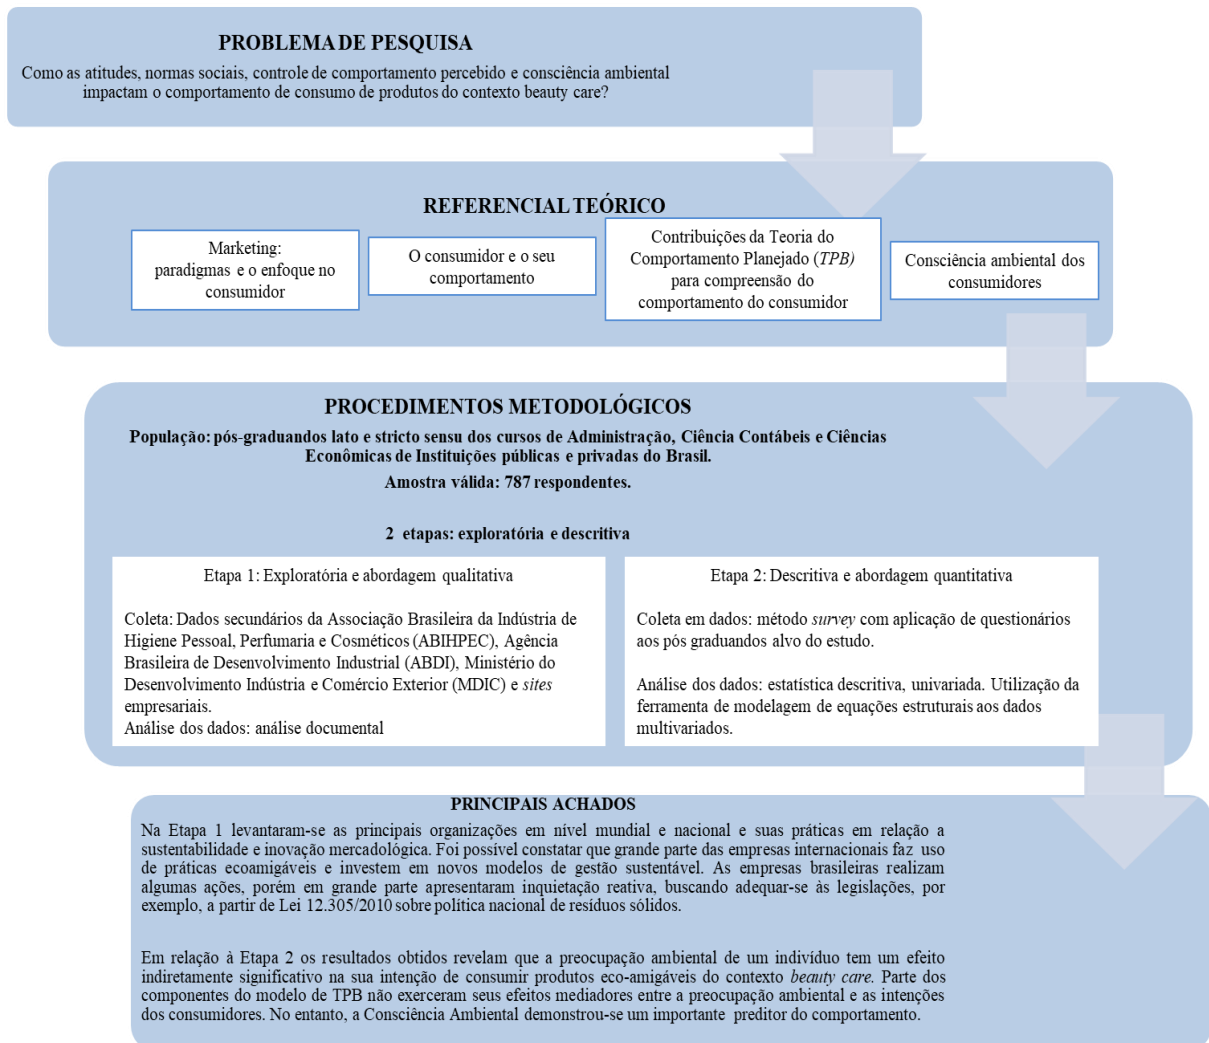 PROBLEMA DE PESQUISA
Como as atitudes, normas sociais, controle de comportamento percebido e consciência ambiental
impactam o comportamento de consumo de produtos do contexto beauty care?
REFERENCIAL TEÓRICO
Marketing:
paradigmas e o enfoque no
consumidor
O consumidor e o seu
comportamento
Contribuições da Teoria do
Comportamento Planejado (TPB)
para compreensão do
comportamento do consumidor
Consciência ambiental dos
consumidores
PROCEDIMENTOS METODOLÓGICOS
População: pós-graduandos lato e stricto sensu dos cursos de Administração, Ciência Contábeis e Ciências
Econômicas de Instituições públicas e privadas do Brasil.
Amostra válida: 787 respondentes.
2 etapas: exploratória e descritiva
Etapa 1: Exploratória e abordagem qualitativa
Coleta: Dados secundários da Associação Brasileira da Indústria de
Higiene Pessoal, Perfumaria e Cosméticos (ABIHPEC), Agência
Brasileira de Desenvolvimento Industrial (ABDI), Ministério do
Desenvolvimento Indústria e Comércio Exterior (MDIC) e sites
empresariais.
Análise dos dados: análise documental
Etapa 2: Descritiva e abordagem quantitativa
Coleta em dados: método survey com aplicação de questionários
aos pós graduandos alvo do estudo.
Análise dos dados: estatística descritiva, univariada. Utilização da
ferramenta de modelagem de equações estruturais aos dados
multivariados.
PRINCIPAIS ACHADOS
Na Etapa 1 levantaram-se as principais organizações em nível mundial e nacional e suas práticas em relação a
sustentabilidade e inovação mercadológica. Foi possível constatar que grande parte das empresas internacionais faz uso
de práticas ecoamigáveis e investem em novos modelos de gestão sustentável. As empresas brasileiras realizam
algumas ações, porém em grande parte apresentaram inquietação reativa, buscando adequar-se às legislações, por
exemplo, a partir de Lei 12.305/2010 sobre política nacional de resíduos sólidos.
Em relação à Etapa 2 os resultados obtidos revelam que a preocupação ambiental de um indivíduo tem um efeito
indiretamente significativo na sua intenção de consumir produtos eco-amigáveis do contexto beauty care. Parte dos
componentes do modelo de TPB não exerceram seus efeitos mediadores entre a preocupação ambiental e as intenções
dos consumidores. No entanto, a Consciência Ambiental demonstrou-se um importante preditor do comportamento.